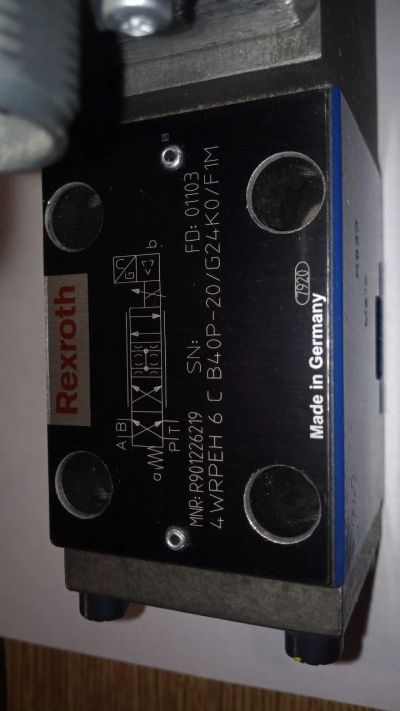 Rexroth
A B
a
b
P T
G
MNR: R901226219 SN: FD: 01103
4WRPEH 6 C B40P-20/G24K0/F1M
7920
Made in Germany